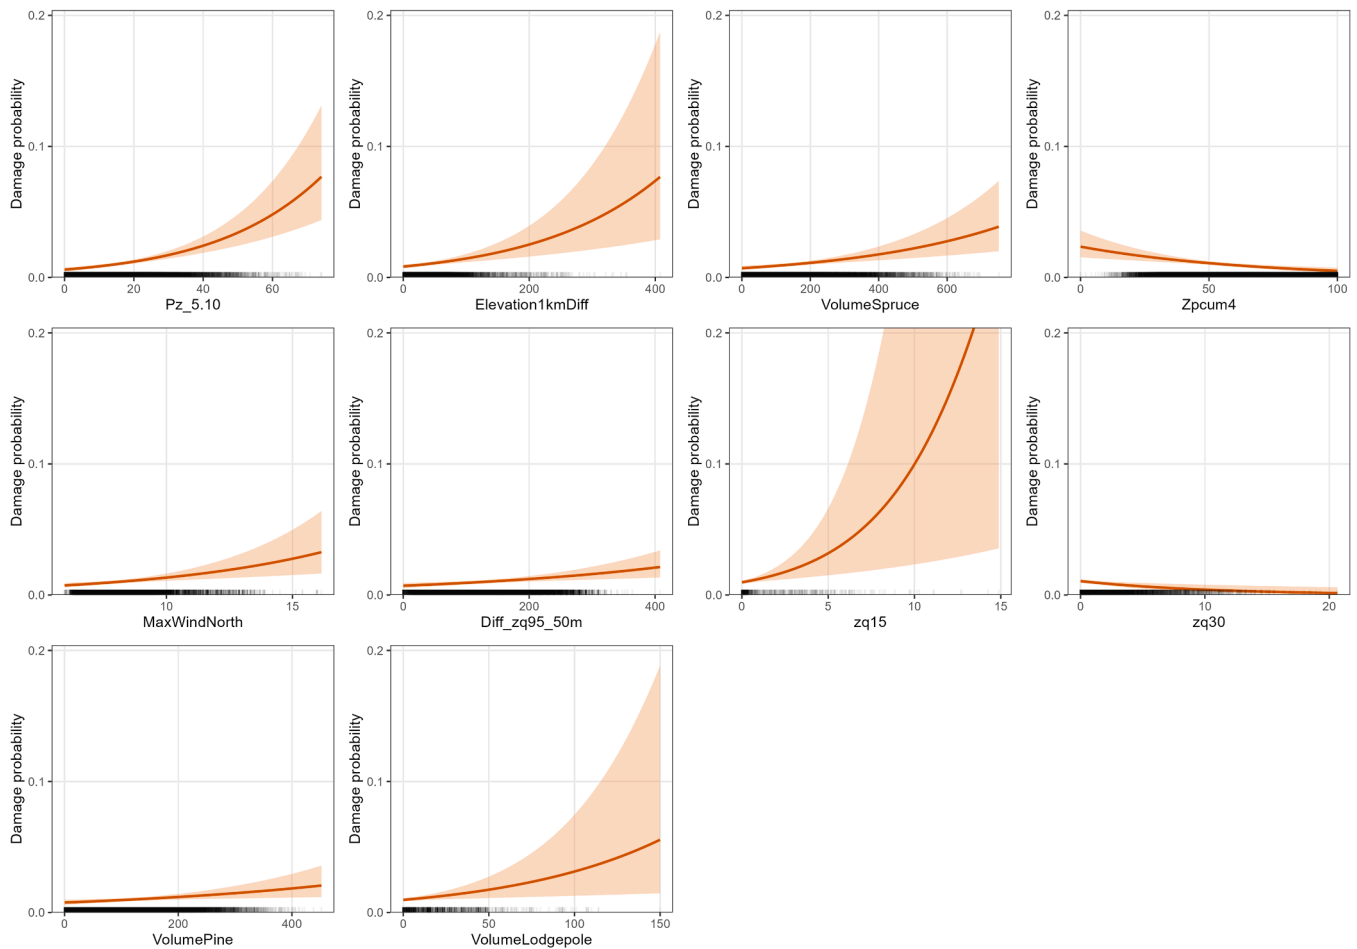 0.2
0.1
0.0
Damage probability
0 20 40 60
Pz_5.10
0.2
0.1
0.0
Damage probability
0 200 400
Elevation1kmDiff
0.2
0.1
0.0
Damage probability
0 200 400 600
VolumeSpruce
0.2
0.1
0.0
Damage probability
0 50 100
Zpcum4
0.2
0.1
0.0
Damage probability
10 15
MaxWindNorth
0.2
0.1
0.0
Damage probability
0 200 400
Diff_zq95_50m
0.2
0.1
0.0
Damage probability
0 5 10 15
zq15
0.2
0.1
0.0
Damage probability
0 10 20
zq30
0.2
0.1
0.0
Damage probability
0 200 400
VolumePine
0.2
0.1
0.0
Damage probability
0 50 100 150
VolumeLodgepole